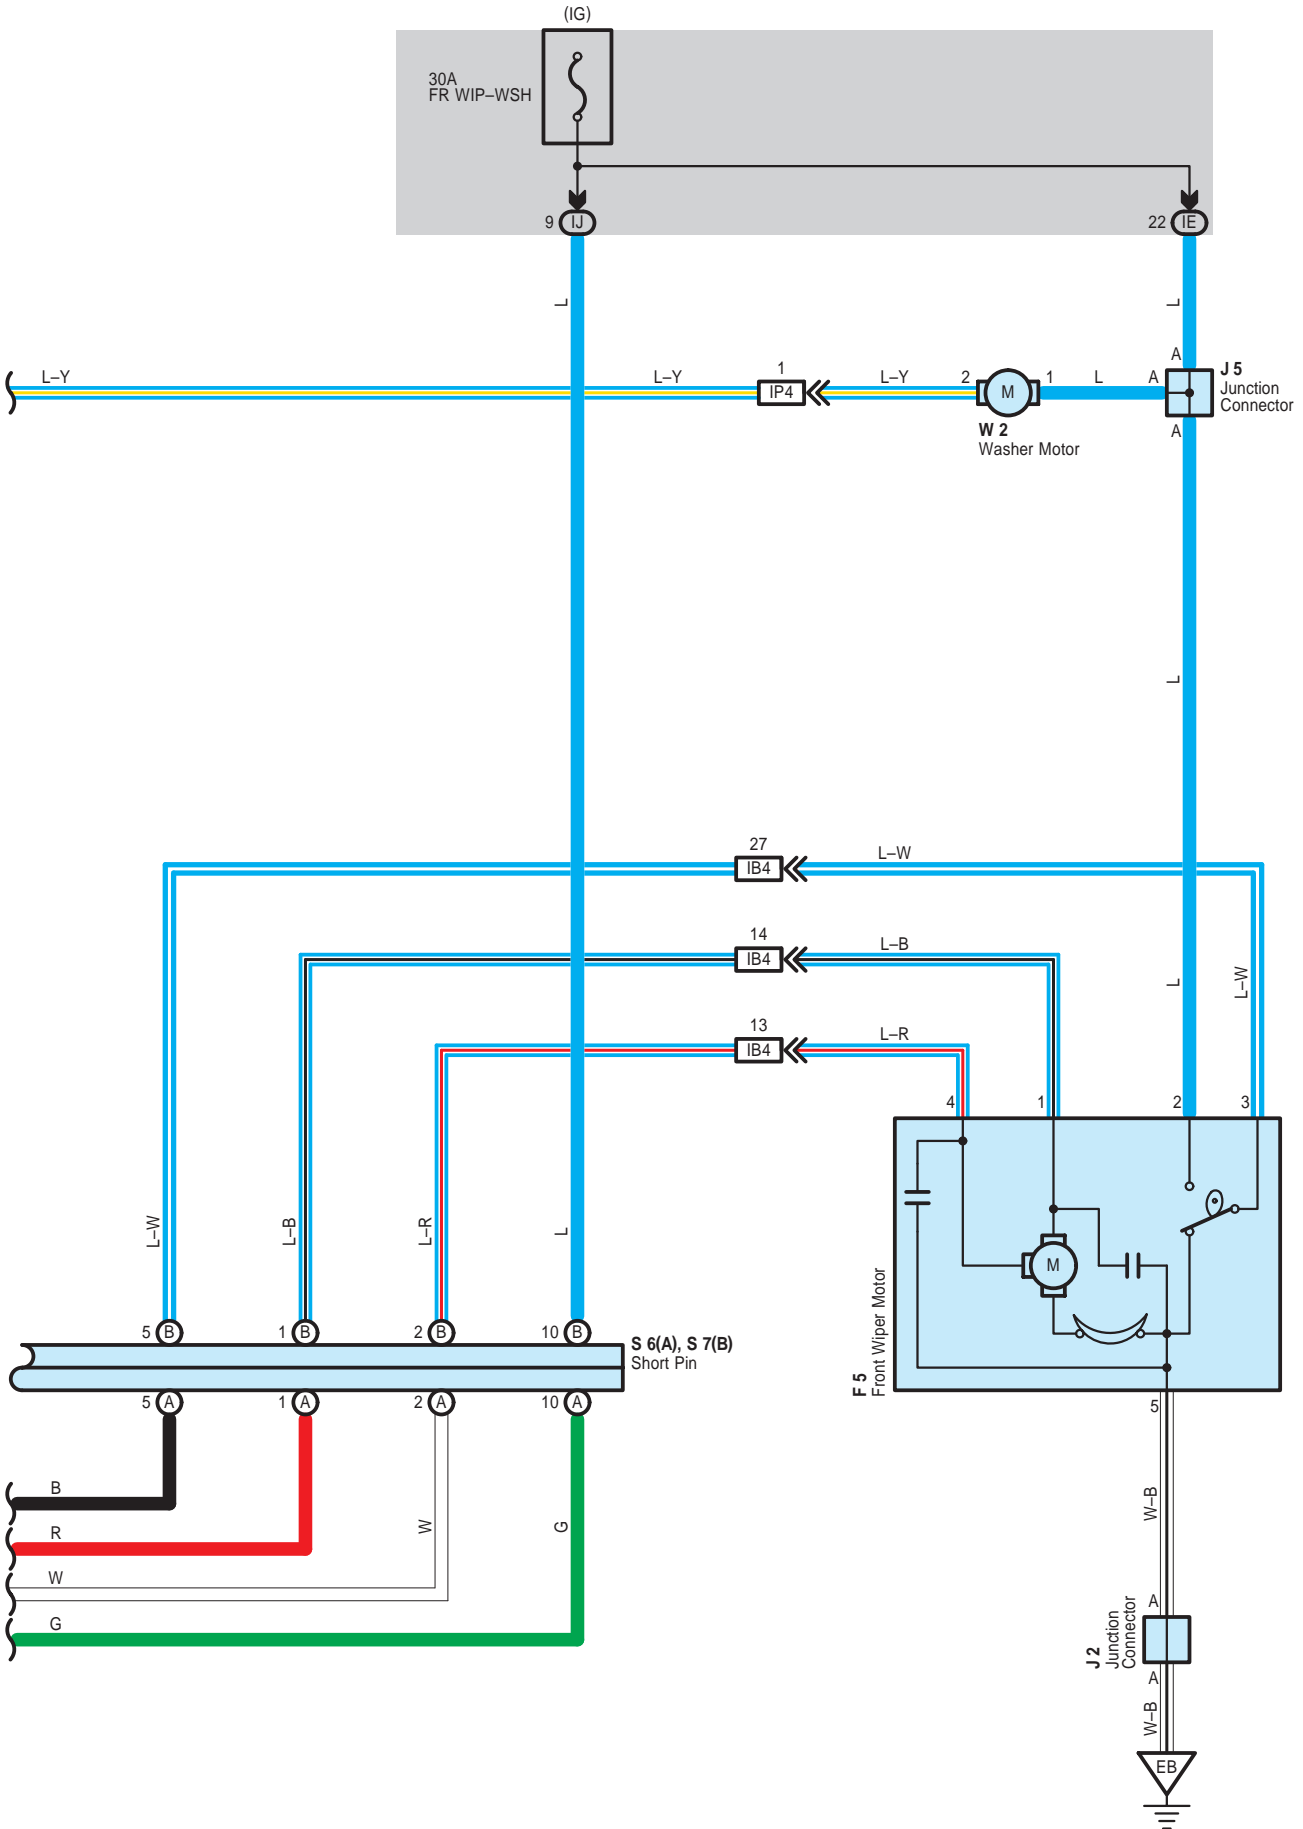 (IG)
30A
FR WIP–WSH
9 IJ
22 IE
L
L
L–Y
L–Y
1
IP4
L–Y
2
M
1
L
A
A
A
J 5
Junction
Connector
W 2
Washer Motor
L
27
IB4
L–W
14
IB4
L–B
13
IB4
L–R
L
L–W
4
1
2
3
L–W
L–B
L–R
L
M
F 5
Front Wiper Motor
5 B
1 B
2 B
10 B
S 6(A), S 7(B)
Short Pin
5 A
1 A
2 A
10 A
5
B
R
W
G
W
G
W–B
A
J 2
Junction
Connector
A
W–B
EB